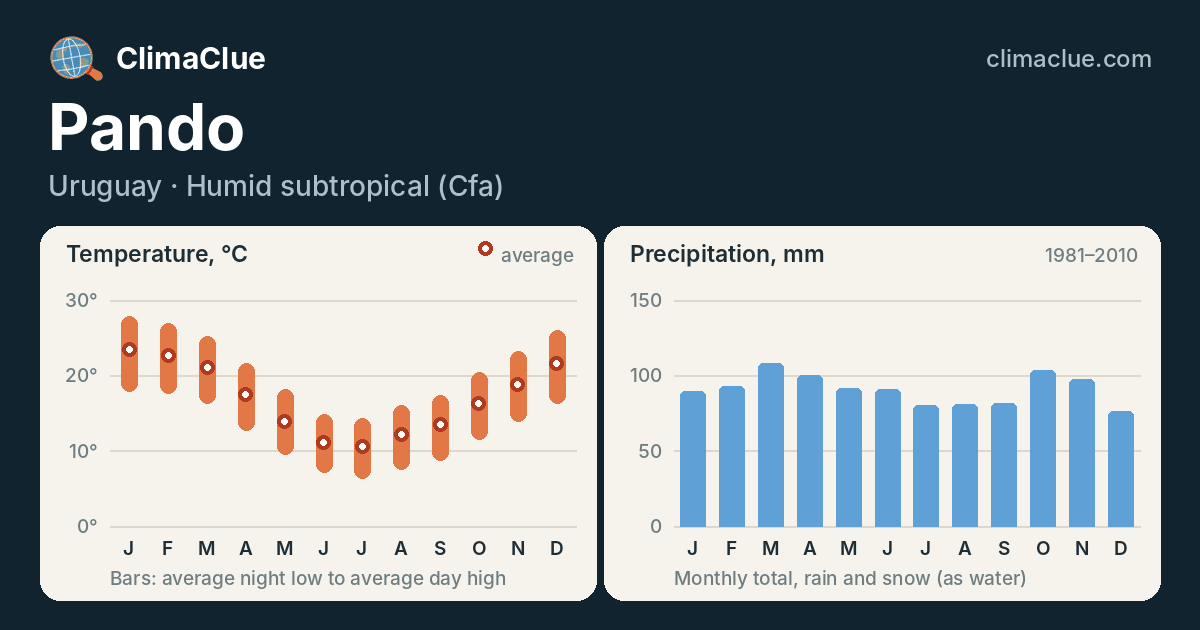 ClimaClue
climaclue.com
Pando
Uruguay · Humid subtropical (Cfa)
Temperature, °C
average
30°
20°
10°
0°
J F M A M J J A S O N D
Bars: average night low to average day high
Precipitation, mm
1981–2010
150
100
50
0
J F M A M J J A S O N D
Monthly total, rain and snow (as water)